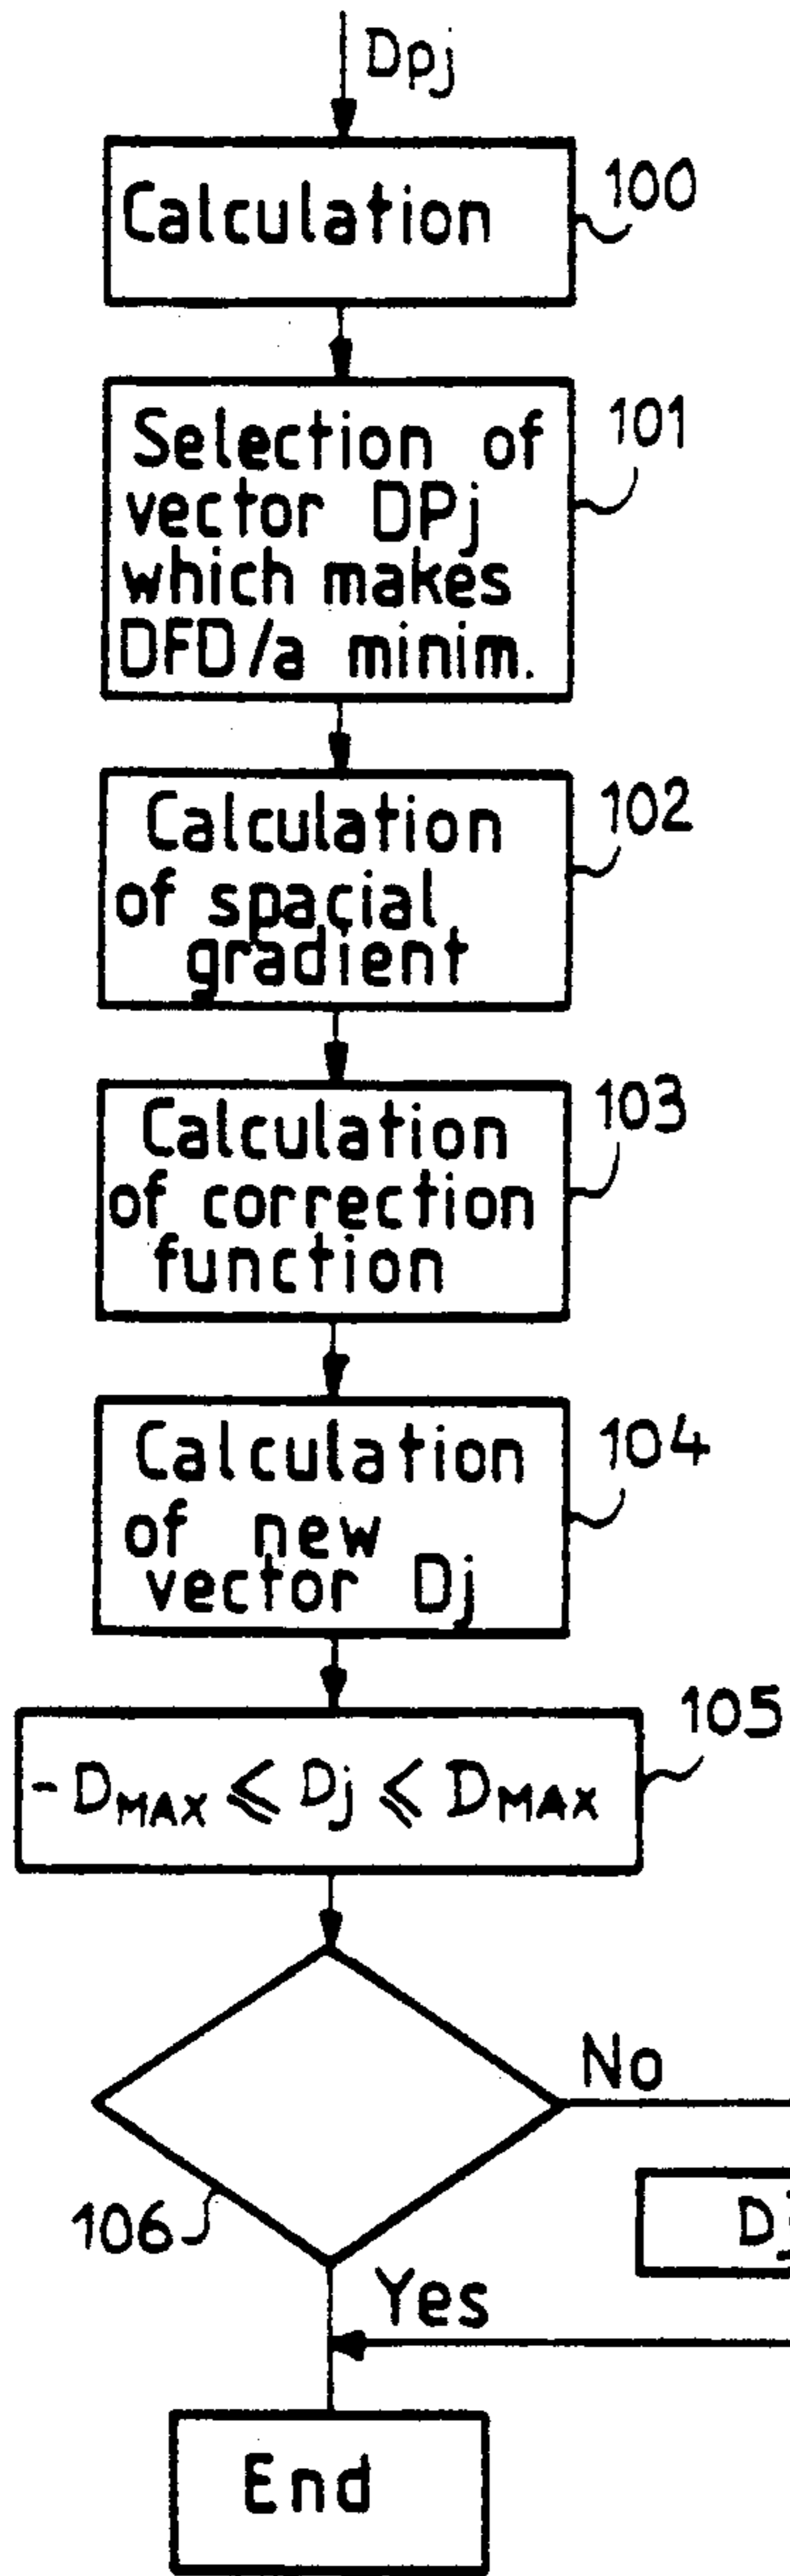 Dpj
Calculation
100
Selection of
vector DPj
which makes
DFD/a minim.
101
Calculation
of spacial
gradient
102
Calculation
of correction
function
103
Calculation
of new
vector Dj
104
-DMAX ≤ Dj ≤ DMAX
105
No
106
Yes
End